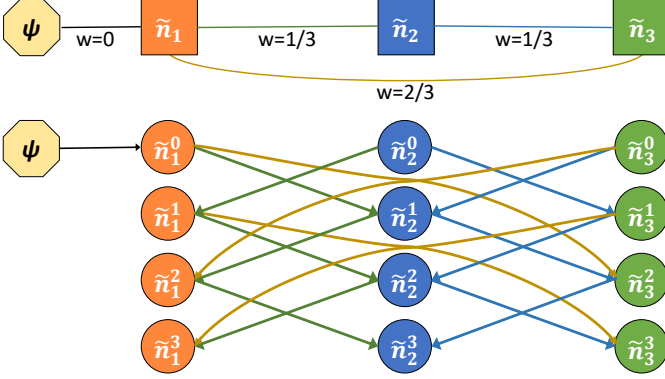 ψ ñ₁ ñ₂ ñ₃
w=0 w=1/3 w=1/3
w=2/3
ψ ñ₁⁰ ñ₂⁰ ñ₃⁰
ñ₁¹ ñ₂¹ ñ₃¹
ñ₁² ñ₂² ñ₃²
ñ₁³ ñ₂³ ñ₃³